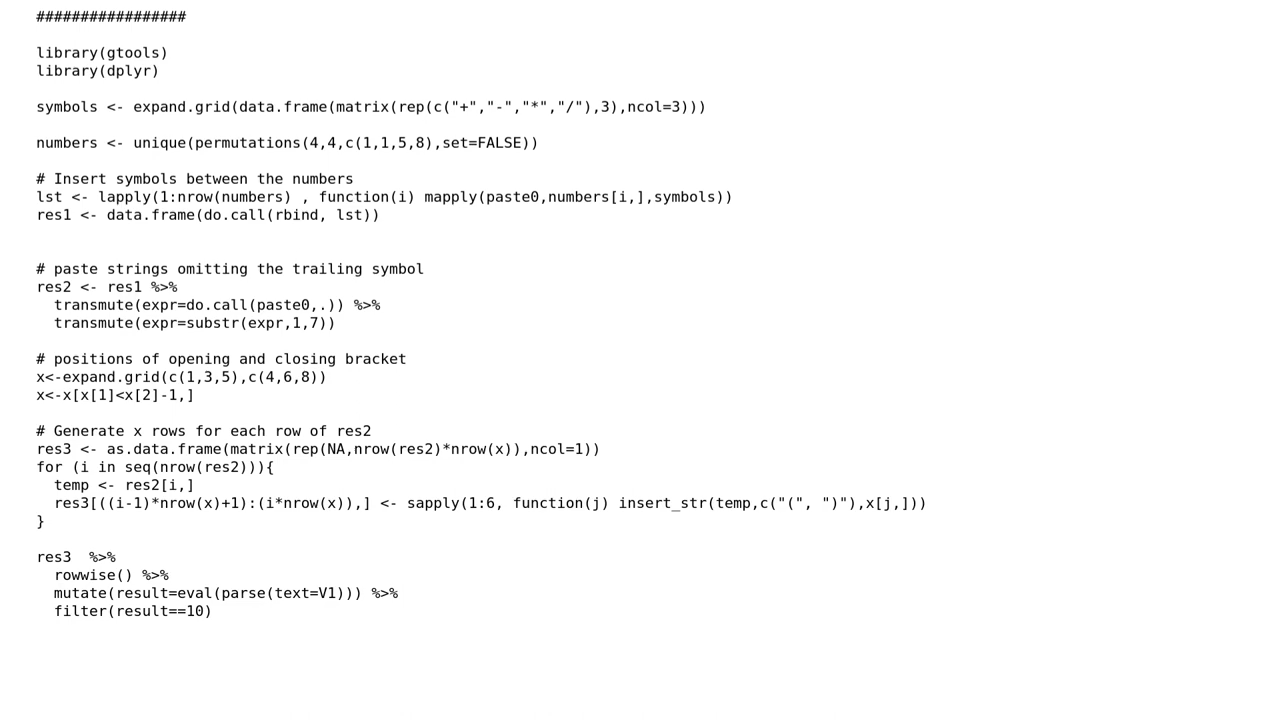 #################
library(gtools)
library(dplyr)
symbols <- expand.grid(data.frame(matrix(rep(c("+","-","*","/"),3),ncol=3)))
numbers <- unique(permutations(4,4,c(1,1,5,8),set=FALSE))
# Insert symbols between the numbers
lst <- lapply(1:nrow(numbers) , function(i) mapply(paste0,numbers[i,],symbols))
res1 <- data.frame(do.call(rbind, lst))
# paste strings omitting the trailing symbol
res2 <- res1 %>%
  transmute(expr=do.call(paste0,.)) %>%
  transmute(expr=substr(expr,1,7))
# positions of opening and closing bracket
x<-expand.grid(c(1,3,5),c(4,6,8))
x<-x[x[1]<x[2]-1,]
# Generate x rows for each row of res2
res3 <- as.data.frame(matrix(rep(NA,nrow(res2)*nrow(x)),ncol=1))
for (i in seq(nrow(res2))){
  temp <- res2[i,]
  res3[((i-1)*nrow(x)+1):(i*nrow(x)),] <- sapply(1:6, function(j) insert_str(temp,c("(", ")"),x[j,]))
}
res3  %>%
  rowwise() %>%
  mutate(result=eval(parse(text=V1))) %>%
  filter(result==10)